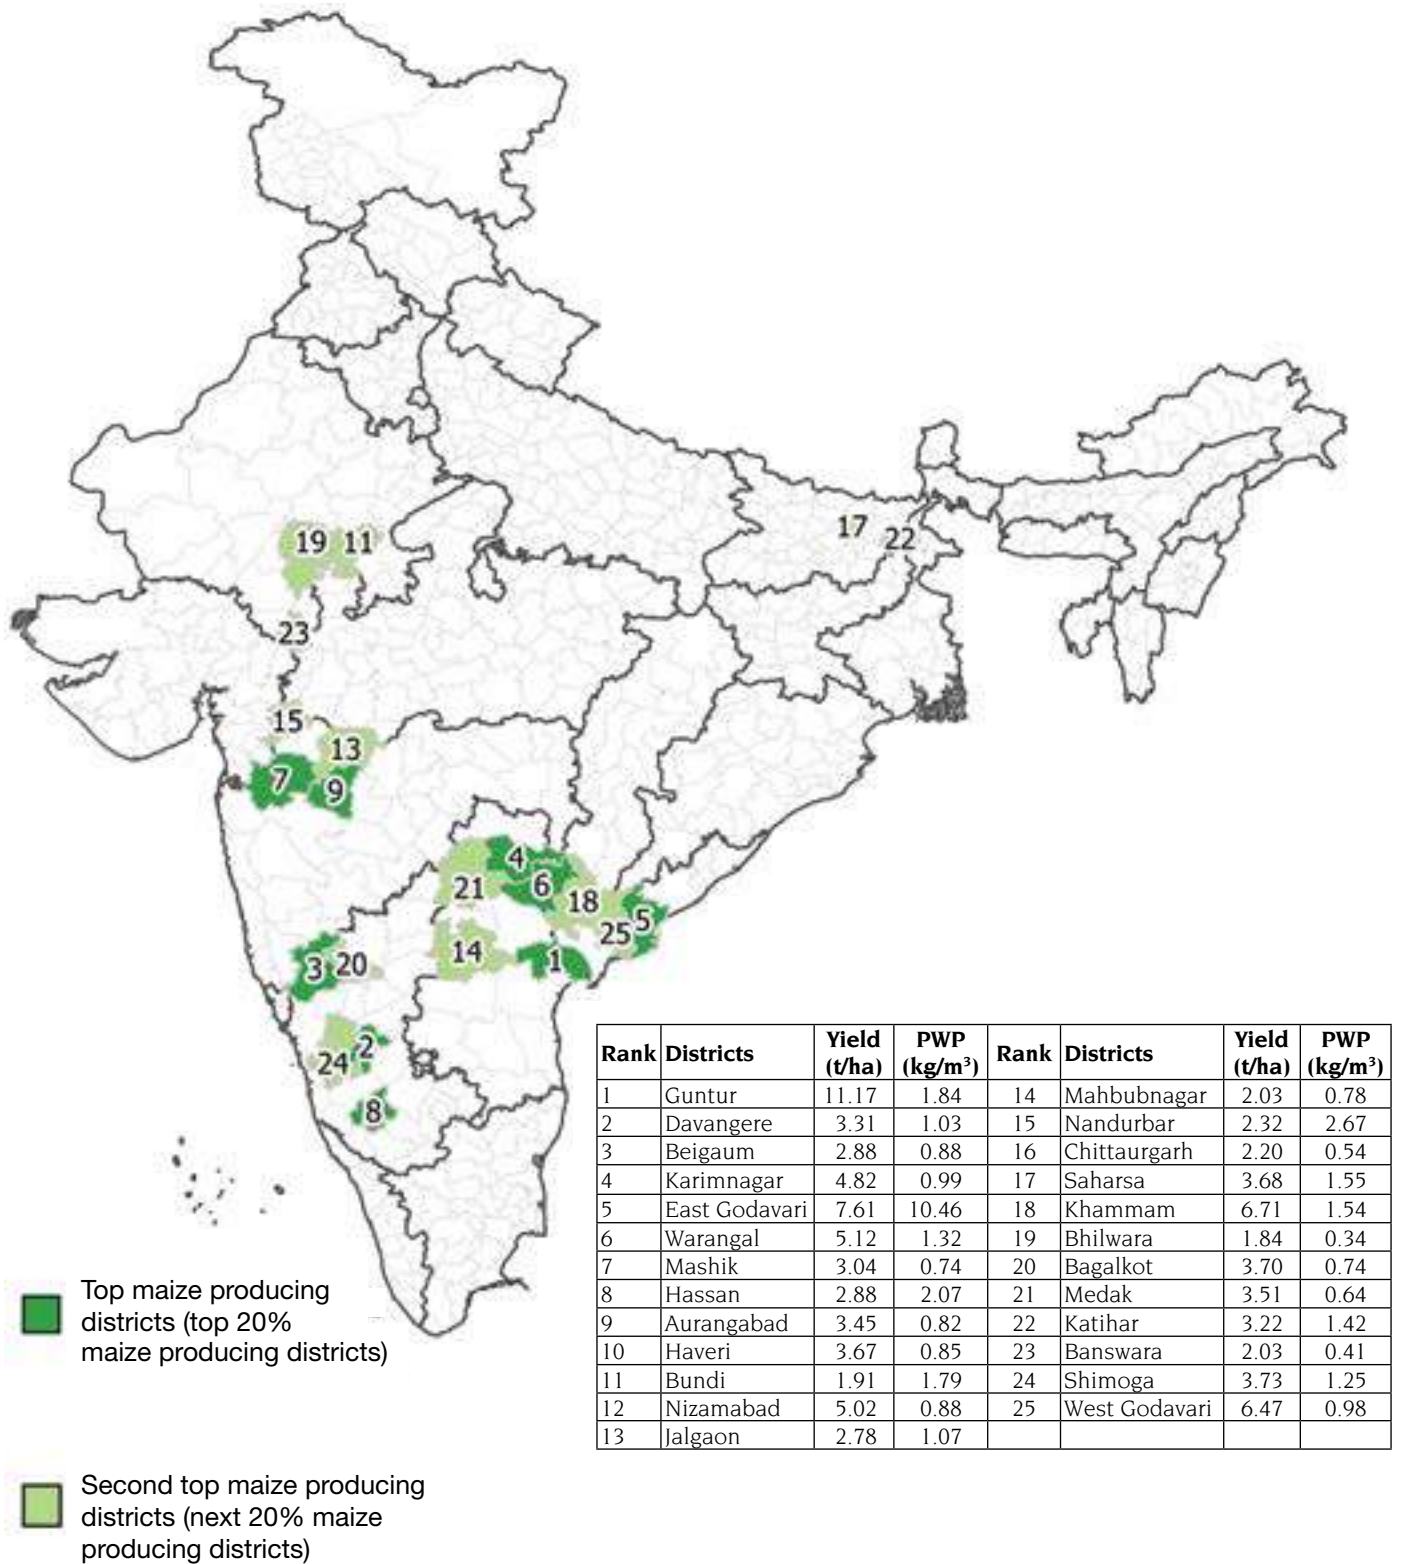 19 11
17
22
23
15
13
7
9
4
21
6
18
5
25
14
1
3 20
2
24
8
Rank Districts Yield (t/ha) PWP (kg/m³) Rank Districts Yield (t/ha) PWP (kg/m³)
1 Guntur 11.17 1.84 14 Mahbubnagar 2.03 0.78
2 Davangere 3.31 1.03 15 Nandurbar 2.32 2.67
3 Beigaum 2.88 0.88 16 Chittaurgarh 2.20 0.54
4 Karimnagar 4.82 0.99 17 Saharsa 3.68 1.55
5 East Godavari 7.61 10.46 18 Khammam 6.71 1.54
6 Warangal 5.12 1.32 19 Bhilwara 1.84 0.34
7 Mashik 3.04 0.74 20 Bagalkot 3.70 0.74
8 Hassan 2.88 2.07 21 Medak 3.51 0.64
9 Aurangabad 3.45 0.82 22 Katihar 3.22 1.42
10 Haveri 3.67 0.85 23 Banswara 2.03 0.41
11 Bundi 1.91 1.79 24 Shimoga 3.73 1.25
12 Nizamabad 5.02 0.88 25 West Godavari 6.47 0.98
13 Jalgaon 2.78 1.07
Top maize producing
districts (top 20%
maize producing districts)
Second top maize producing
districts (next 20% maize
producing districts)